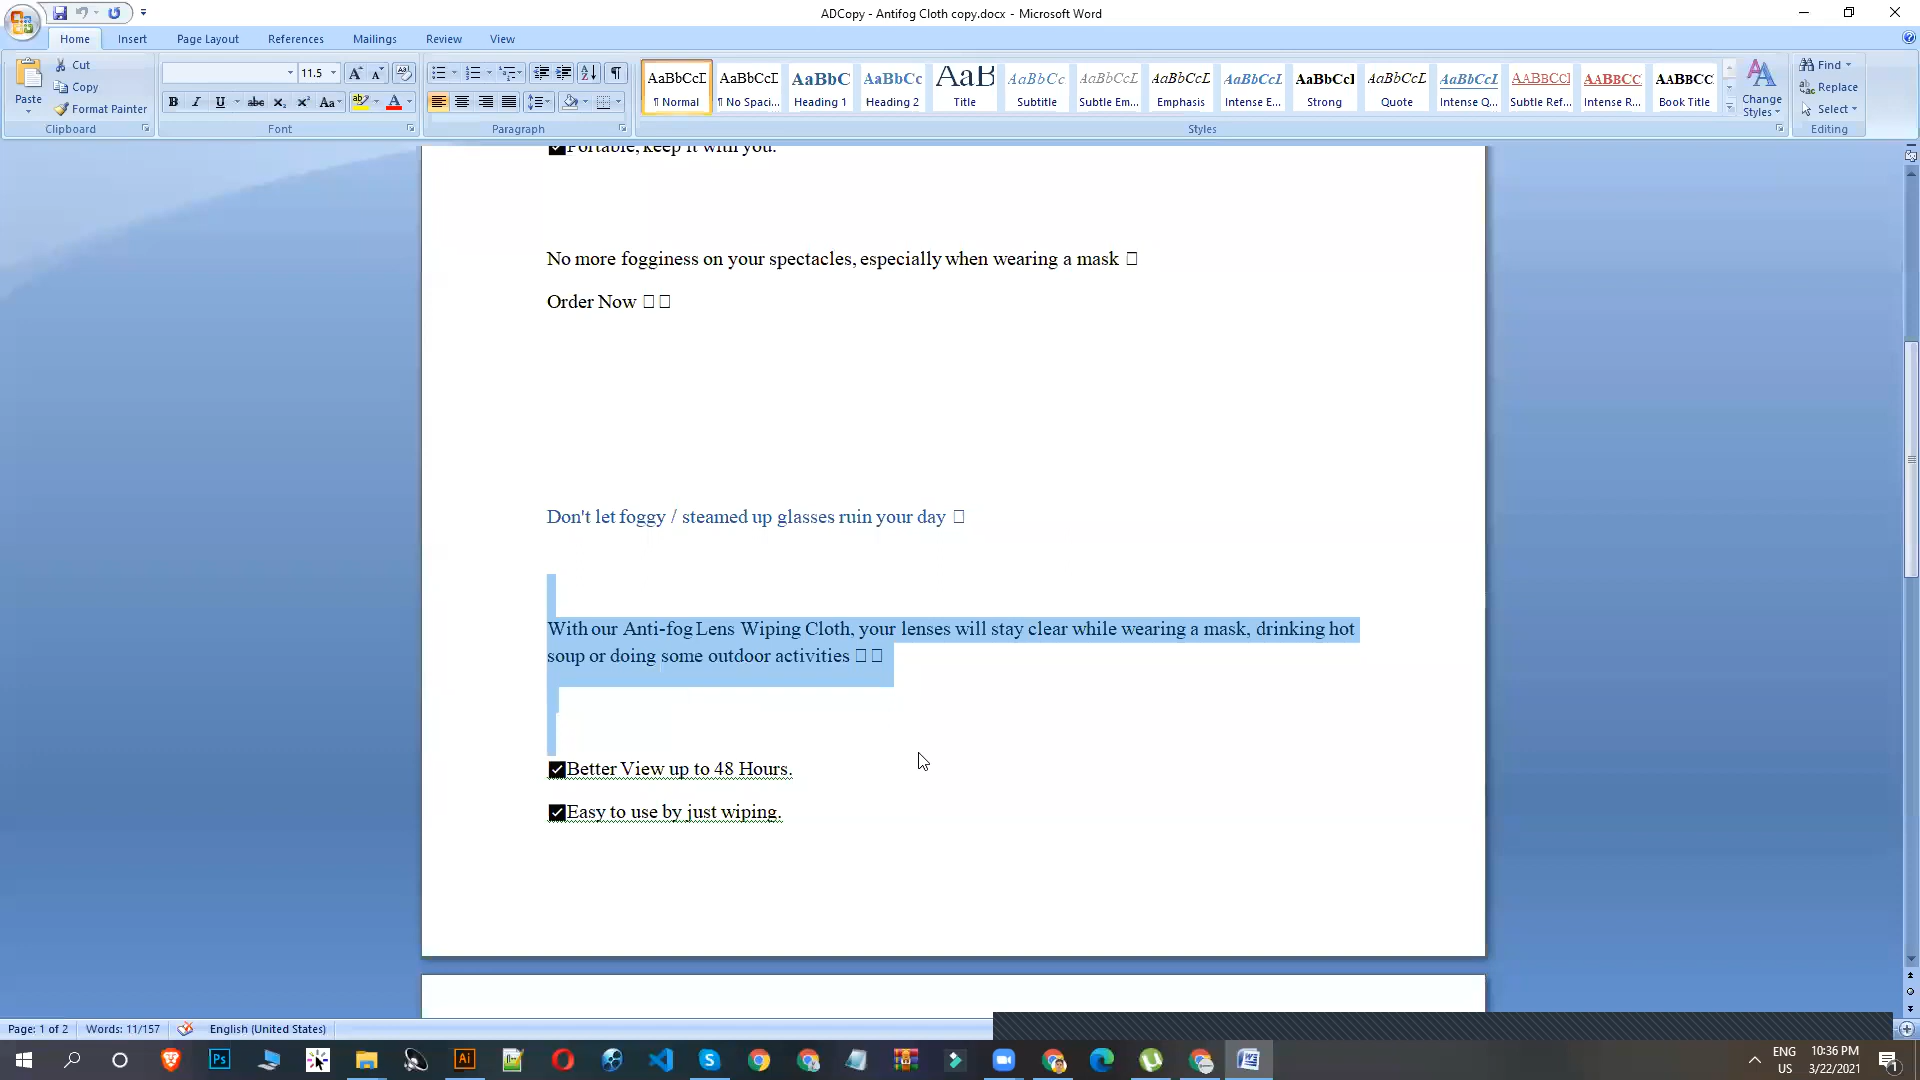 ADCopy - Antifog Cloth copy.docx - Microsoft Word
Home Insert Page Layout References Mailings Review View
Paste
Cut
Copy
Format Painter
Clipboard
11.5
Font
Paragraph
AaBbCcI AaBbCcI AaBbC AaBbCc AaB AaBbCc AaBbCc AaBbCcL AaBbCcL AaBbCcI AaBbCcL AaBbCcL AABBCCI AABBCC AABBCC
¶ Normal ¶ No Spaci... Heading 1 Heading 2 Title Subtitle Subtle Em... Emphasis Intense E... Strong Quote Intense Q... Subtle Ref... Intense R... Book Title
Change Styles
Styles
Find
Replace
Select
Editing
☑Portable, keep it with you.
No more fogginess on your spectacles, especially when wearing a mask □
Order Now □□
Don't let foggy / steamed up glasses ruin your day □
With our Anti-fog Lens Wiping Cloth, your lenses will stay clear while wearing a mask, drinking hot
soup or doing some outdoor activities □□
☑Better View up to 48 Hours.
☑Easy to use by just wiping.
Page: 1 of 2 Words: 11/157 English (United States)
ENG
US
10:36 PM
3/22/2021